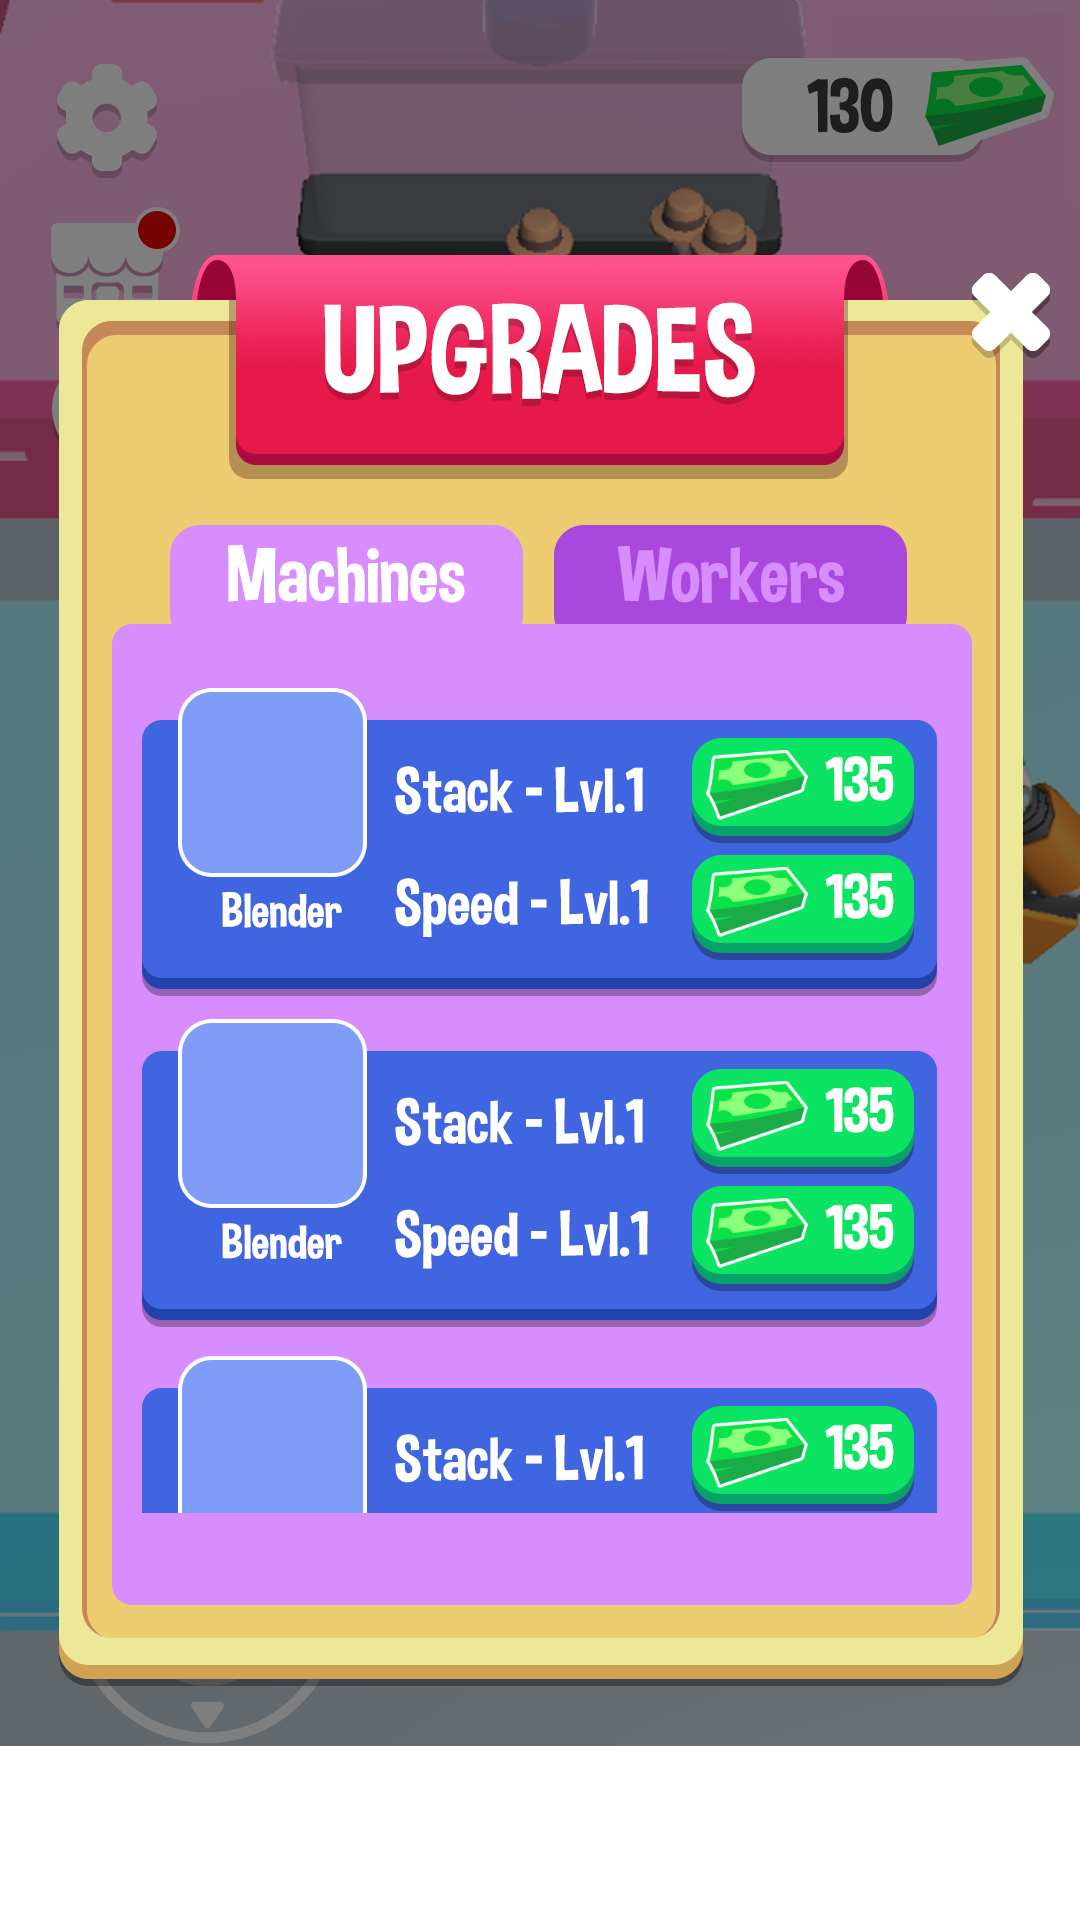 130
UPGRADES
Machines
Workers
Stack - Lvl.1
135
Speed - Lvl.1
135
Blender
Stack - Lvl.1
135
Speed - Lvl.1
135
Blender
Stack - Lvl.1
135